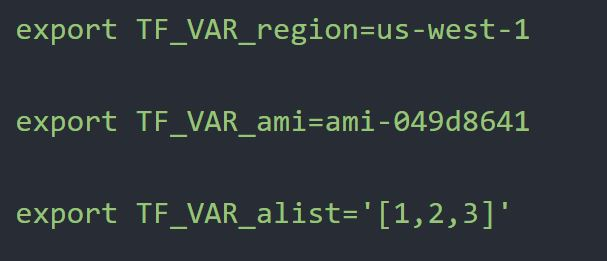 export TF_VAR_region=us-west-1
export TF_VAR_ami=ami-049d8641
export TF_VAR_alist='[1,2,3]'